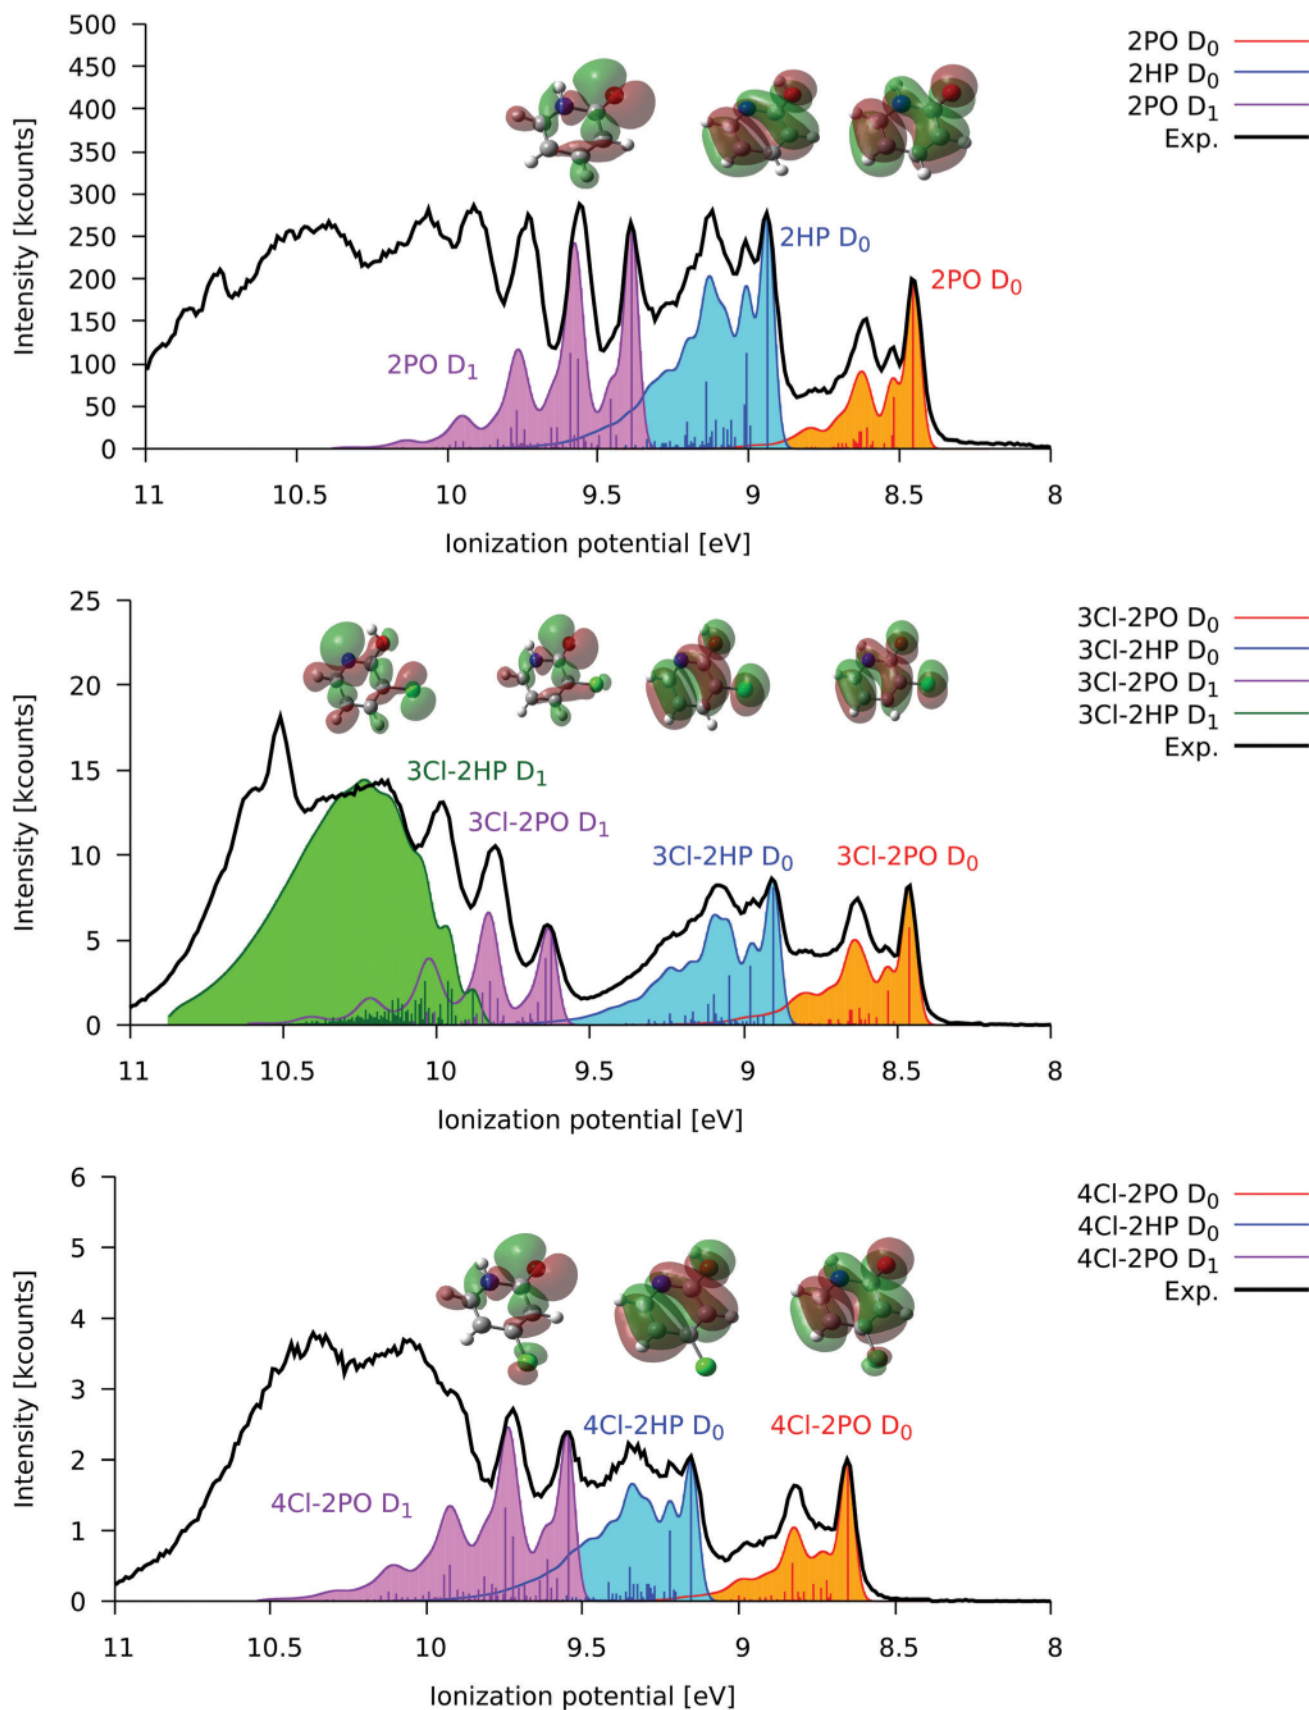 500
450
400
350
300
250
200
150
100
50
0
Intensity [kcounts]
2PO D₀
2HP D₀
2PO D₁
Exp.
2HP D₀
2PO D₀
2PO D₁
11 10.5 10 9.5 9 8.5 8
Ionization potential [eV]
25
20
15
10
5
0
Intensity [kcounts]
3Cl-2PO D₀
3Cl-2HP D₀
3Cl-2PO D₁
3Cl-2HP D₁
Exp.
3Cl-2HP D₁
3Cl-2PO D₁
3Cl-2HP D₀
3Cl-2PO D₀
11 10.5 10 9.5 9 8.5 8
Ionization potential [eV]
6
5
4
3
2
1
0
Intensity [kcounts]
4Cl-2PO D₀
4Cl-2HP D₀
4Cl-2PO D₁
Exp.
4Cl-2HP D₀
4Cl-2PO D₀
4Cl-2PO D₁
11 10.5 10 9.5 9 8.5 8
Ionization potential [eV]